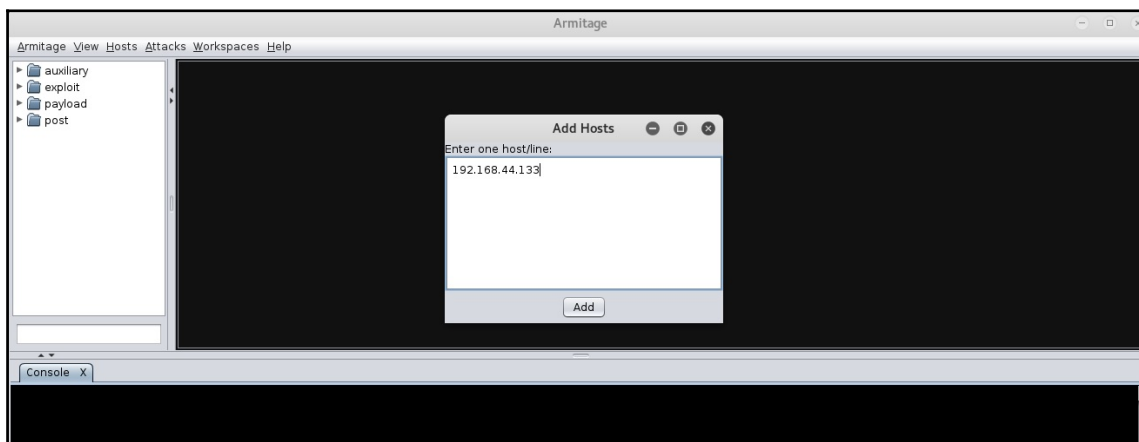 Armitage
Armitage View Hosts Attacks Workspaces Help
auxiliary
exploit
payload
post
Add Hosts
Enter one host/line:
192.168.44.133
Add
Console X